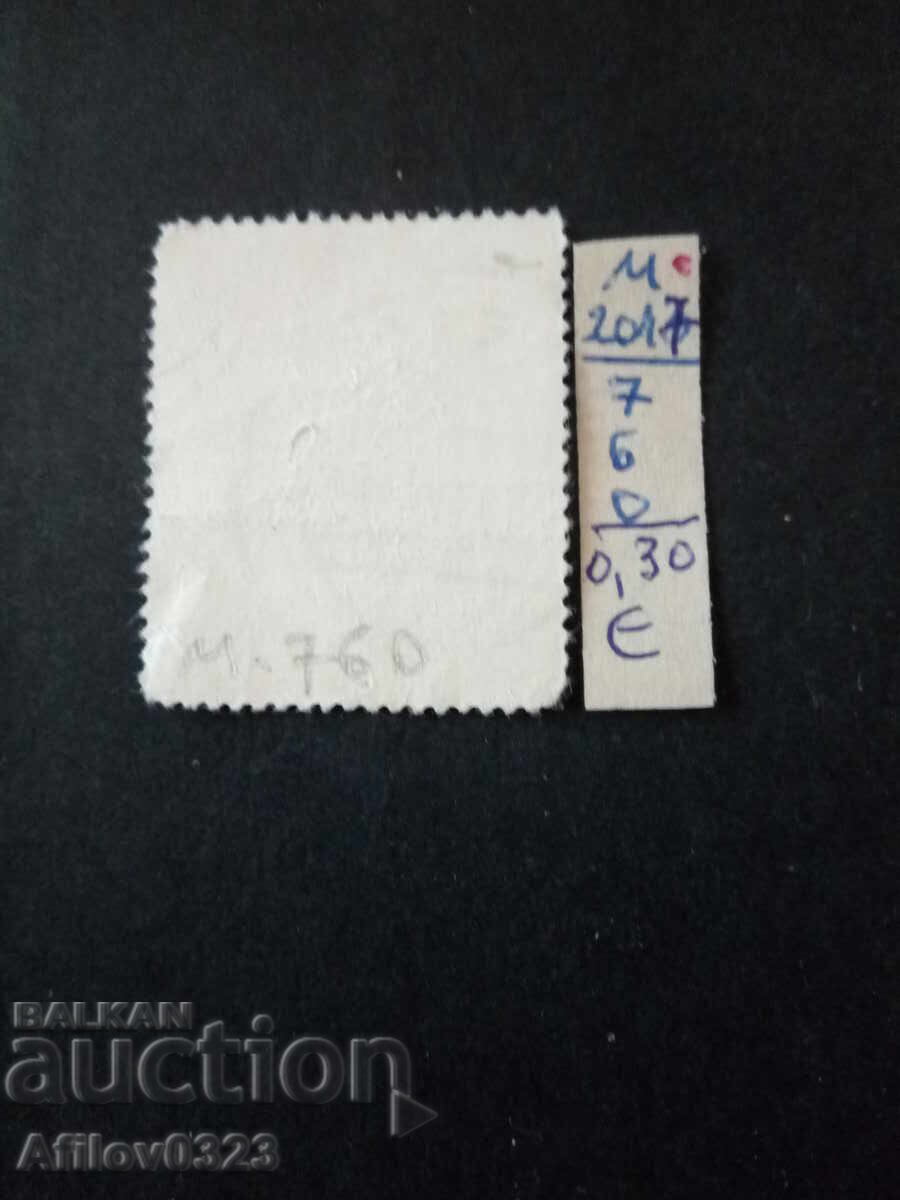 м.760
м.
2017
7
6
0
0,30
€
BALKAN
auction
Afilov0323